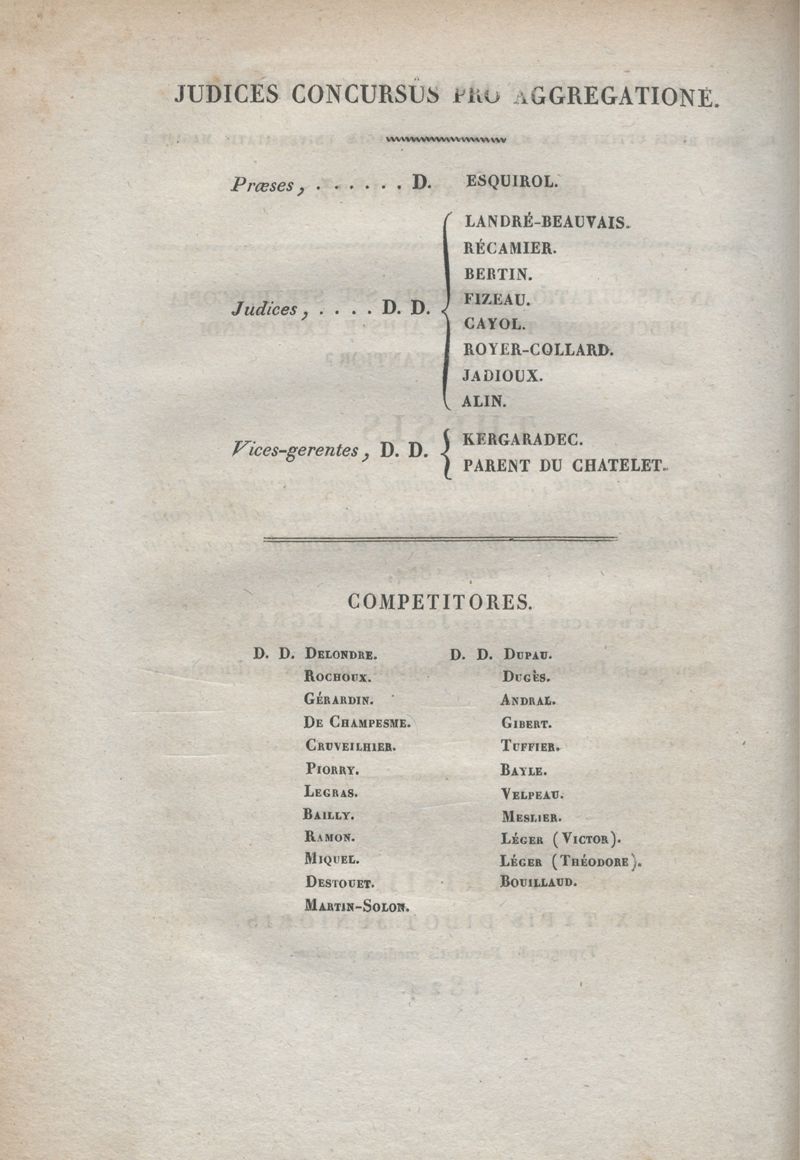 JUDICES CONCURSUS PRO AGGREGATIONE.
Præses, . . . . . . D. ESQUIROL.
Judices, . . . . D. D.
LANDRÉ-BEAUVAIS.
RÉCAMIER.
BERTIN.
FIZEAU.
CAYOL.
ROYER-COLLARD.
JADIOUX.
ALIN.
Vices-gerentes, D. D.
KERGARADEC.
PARENT DU CHATELET.
COMPETITORES.
D. D. DELONDRE.
ROCHOUX.
GÉRARDIN.
DE CHAMPESME.
CRUVEILHIER.
PIORRY.
LEGRAS.
BAILLY.
RAMON.
MIQUEL.
DESTOUET.
MARTIN-SOLON.
D. D. DUPAU.
DUGÈS.
ANDRAL.
GIBERT.
TUFFIER.
BAYLE.
VELPEAU.
MESLIER.
LÉGER (VICTOR).
LÉGER (THÉODORE).
BOUILLAUD.